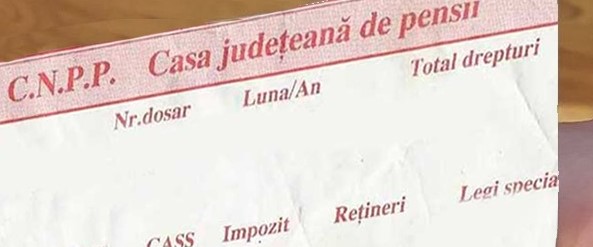 C.N.P.P. Casa județeană de pensii
Nr.dosar Luna/An Total drepturi
CASS Impozit Rețineri Legi specia